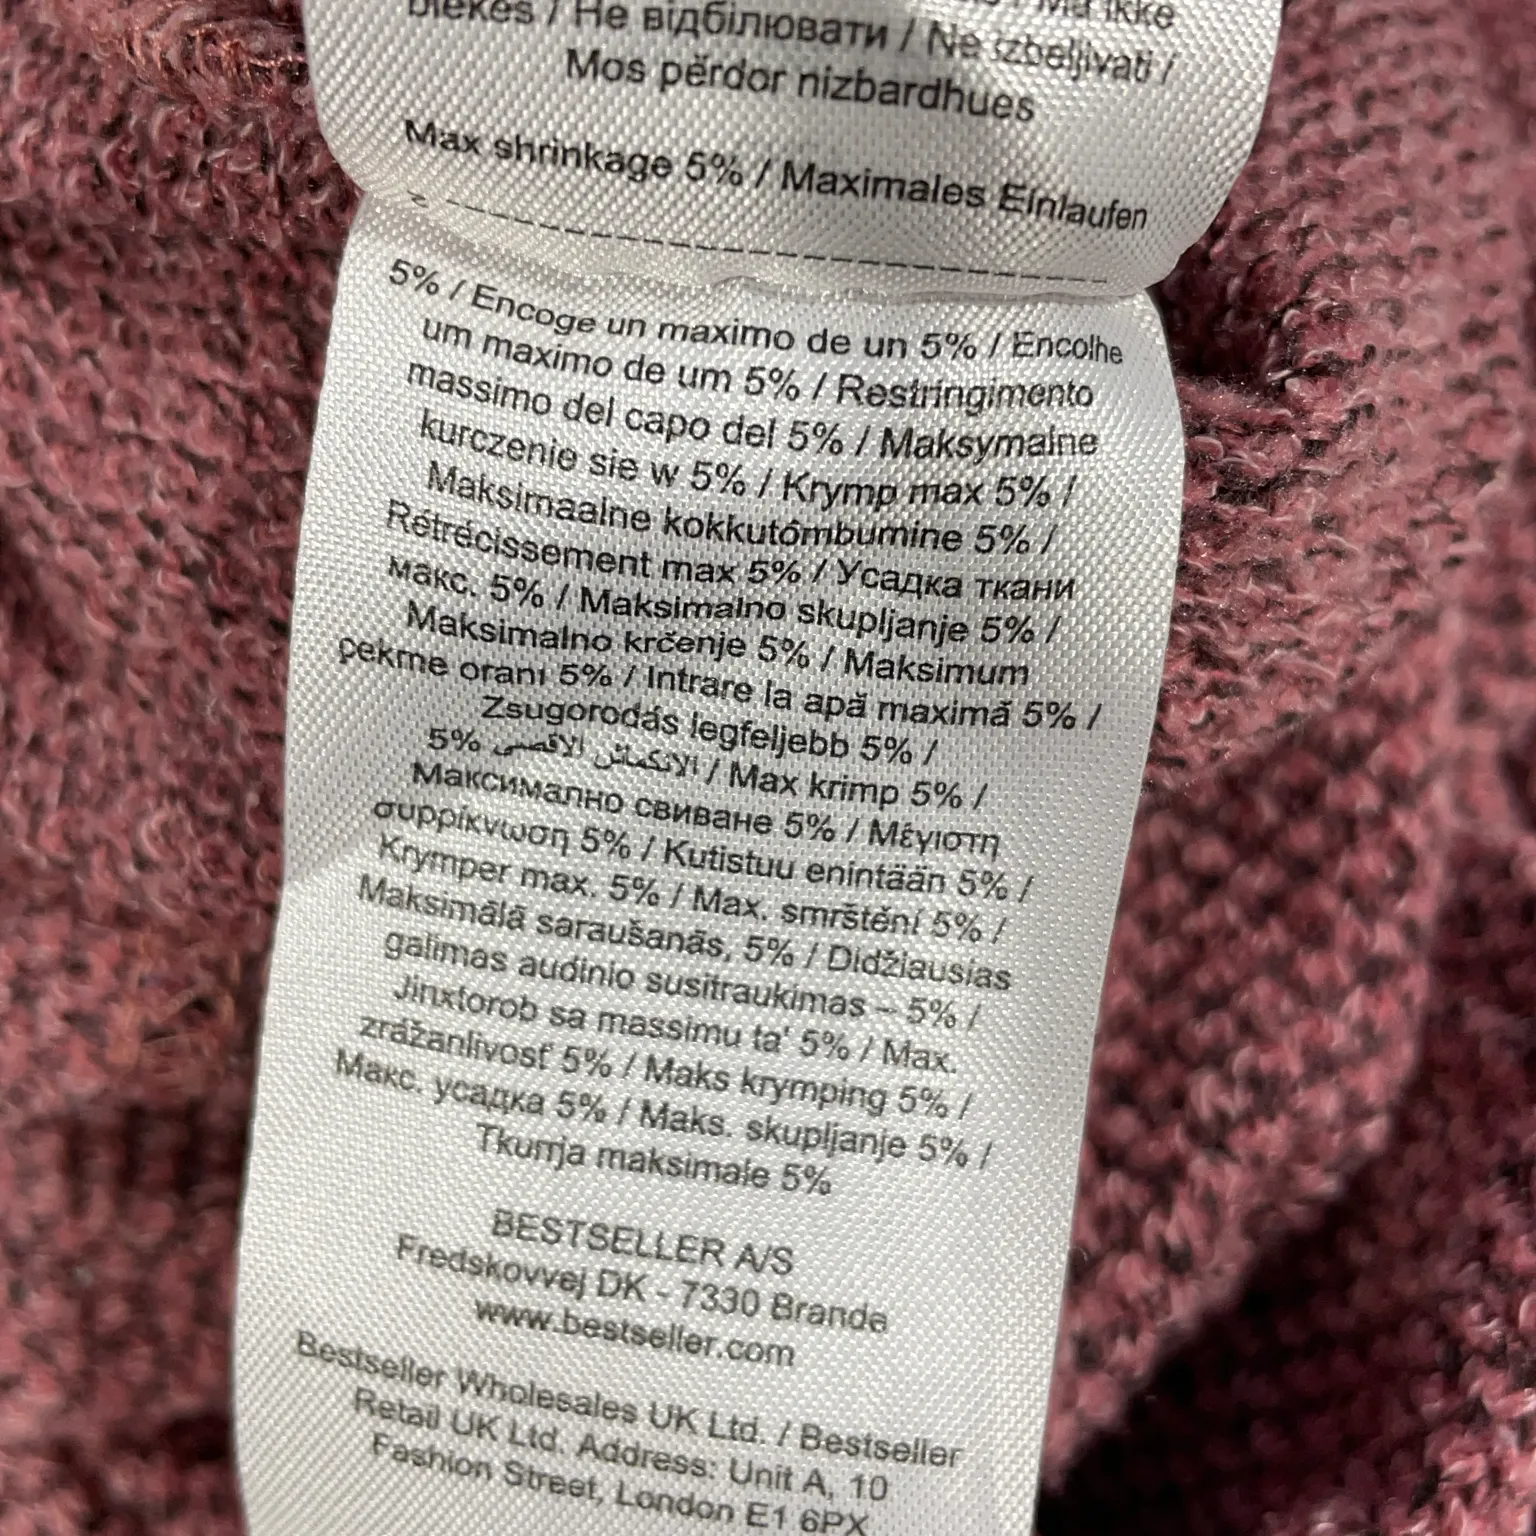 blekes / Не відбілювати / Ne izbeljivati /
Mos përdor nizbardhues
Max shrinkage 5% / Maximales Einlaufen
5% / Encoge un maximo de un 5% / Encolhe
um maximo de um 5% / Restringimento
massimo del capo del 5% / Maksymalne
kurczenie sie w 5% / Krymp max 5% /
Maksimaalne kokkutõmbumine 5% /
Rétrécissement max 5% / Усадка ткани
макс. 5% / Maksimalno skupljanje 5% /
Maksimalno krčenje 5% / Maksimum
çekme oranı 5% / Intrare la apă maximă 5% /
Zsugorodás legfeljebb 5% /
5% الانكمائش الاقصى / Max krimp 5% /
Максимално свиване 5% / Μέγιστη
συρρίκνωση 5% / Kutistuu enintään 5% /
Krymper max. 5% / Max. smrštění 5% /
Maksimālā saraušanās, 5% / Didžiausias
galimas audinio susitraukimas – 5% /
Jinxtorob sa massimu ta' 5% / Max.
zrážanlivosť 5% / Maks krymping 5% /
Макс. усадка 5% / Maks. skupljanje 5% /
Tkurrja maksimale 5%
BESTSELLER A/S
Fredskovvej DK - 7330 Brande
www.bestseller.com
Bestseller Wholesales UK Ltd. / Bestseller
Retail UK Ltd. Address: Unit A, 10
Fashion Street, London E1 6PX